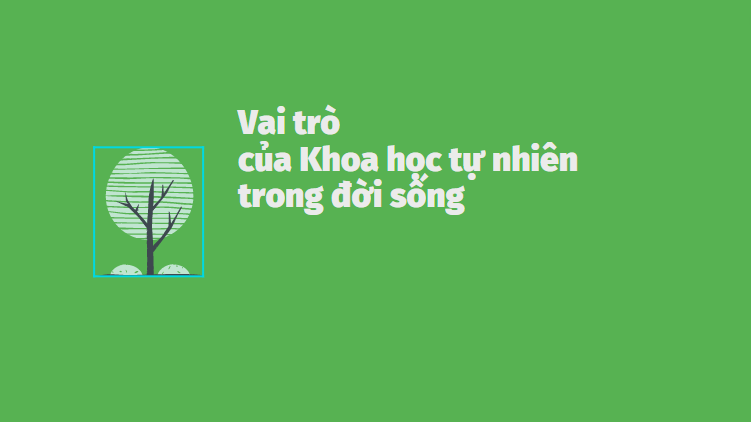 Vai trò
của Khoa học tự nhiên
trong đời sống